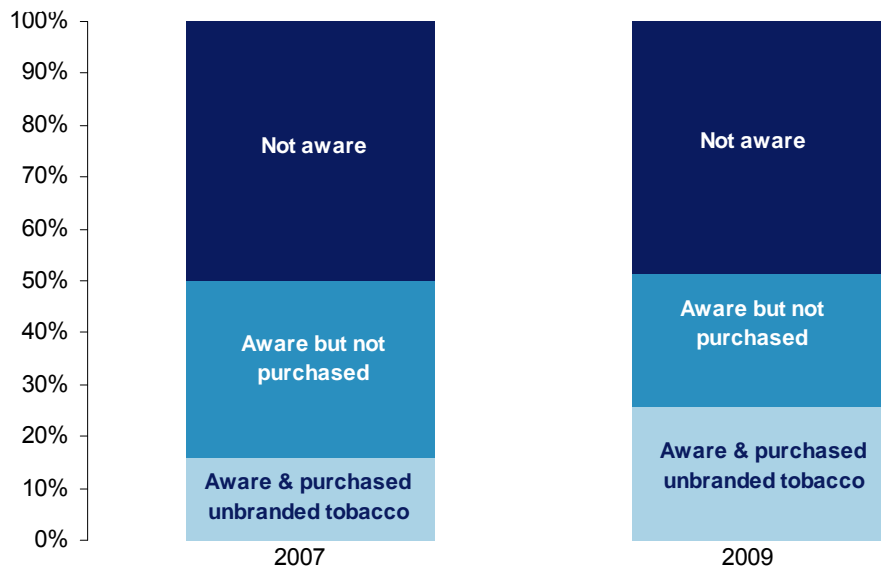 100%
90%
80%
70%
60%
50%
40%
30%
20%
10%
0%
Not aware
Aware but not
purchased
Aware & purchased
unbranded tobacco
2007
Not aware
Aware but not
purchased
Aware & purchased
unbranded tobacco
2009